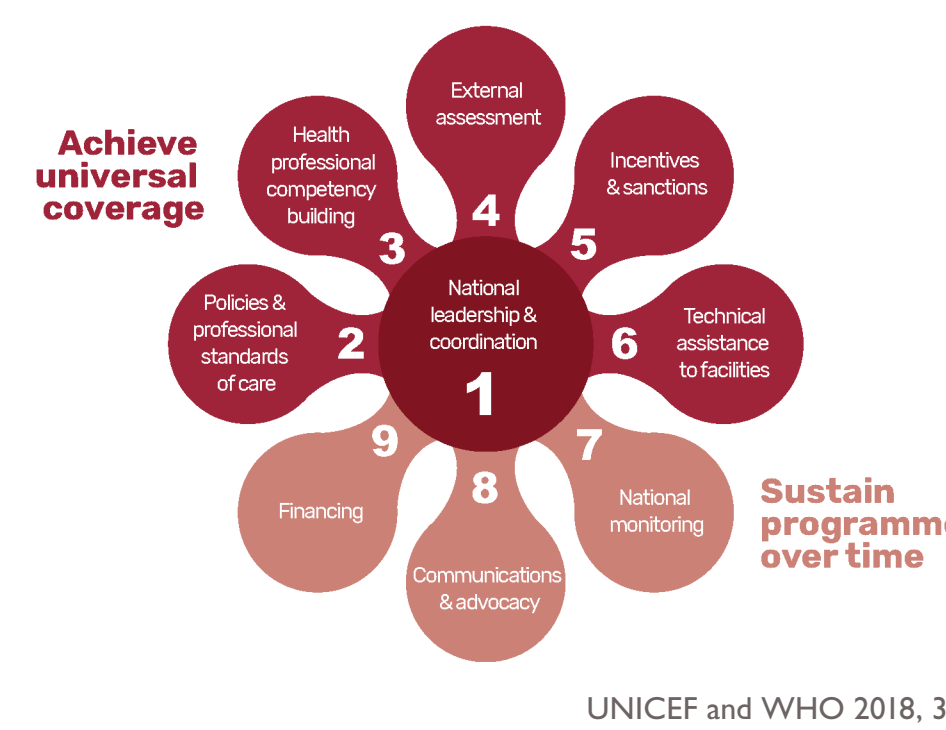 Achieve
universal
coverage
National
leadership &
coordination
1
Policies &
professional
standards
of care
2
Health
professional
competency
building
3
External
assessment
4
Incentives
& sanctions
5
Technical
assistance
to facilities
6
National
monitoring
7
Communications
& advocacy
8
Financing
9
Sustain
programme
over time
UNICEF and WHO 2018, 3